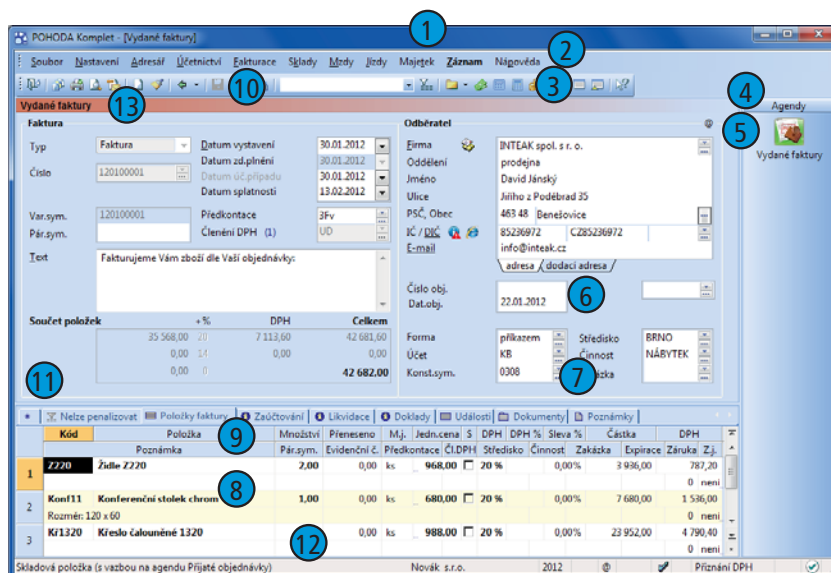 POHODA Komplet - [Vydané faktury]
1
Soubor Nastavení Adresář Účetnictví Fakturace Sklady Mzdy Jízdy Majetek Záznam Nápověda
2
10
3
13
Vydané faktury
4
Agendy
5
Vydané faktury
Faktura
Typ Faktura
Číslo 120100001
Var.sym. 120100001
Pár.sym.
Datum vystavení 30.01.2012
Datum zd.plnění 30.01.2012
Datum úč.případu 30.01.2012
Datum splatnosti 13.02.2012
Předkontace 3Fv
Členění DPH (1) UD
Text Fakturujeme Vám zboží dle Vaší objednávky:
Součet položek +% DPH Celkem
35 568,00 20 7 113,60 42 681,60
0,00 14 0,00 0,00
0,00 0 42 682,00
11
Odběratel @
Firma INTEAK spol. s r. o.
Oddělení prodejna
Jméno David Jánský
Ulice Jiřího z Poděbrad 35
PSČ, Obec 463 48 Benešovice
IČ / DIČ 85236972 CZ85236972
E-mail info@inteak.cz
adresa dodací adresa
Číslo obj.
6
Dat.obj. 22.01.2012
Forma příkazem Středisko BRNO
Účet KB Činnost NÁBYTEK
Konst.sym. 0308
7
Nelze penalizovat Položky faktury Zaúčtování Likvidace Doklady Události Dokumenty Poznámky
9
Kód Položka Množství Přeneseno M.j. Jedn.cena S DPH DPH % Sleva % Částka DPH
Poznámka Pár.sym. Evidenční č. Předkontace Čl.DPH Středisko Činnost Zakázka Expirace Záruka Z.j.
1 Z220 Židle Z220 2,00 0,00 ks 968,00 20 % 0,00% 3 936,00 787,20
0 není
8
2 Konf11 Konferenční stolek chrom 1,00 0,00 ks 680,00 20 % 0,00% 7 680,00 1 536,00
Rozměr: 120 x 60 0 není
3 Kř1320 Křeslo čalouněné 1320 0,00 ks 988,00 20 % 0,00% 23 952,00 4 790,40
0 není
12
Skladová položka (s vazbou na agendu Přijaté objednávky) Novák s.r.o. 2012 @ Přiznání DPH